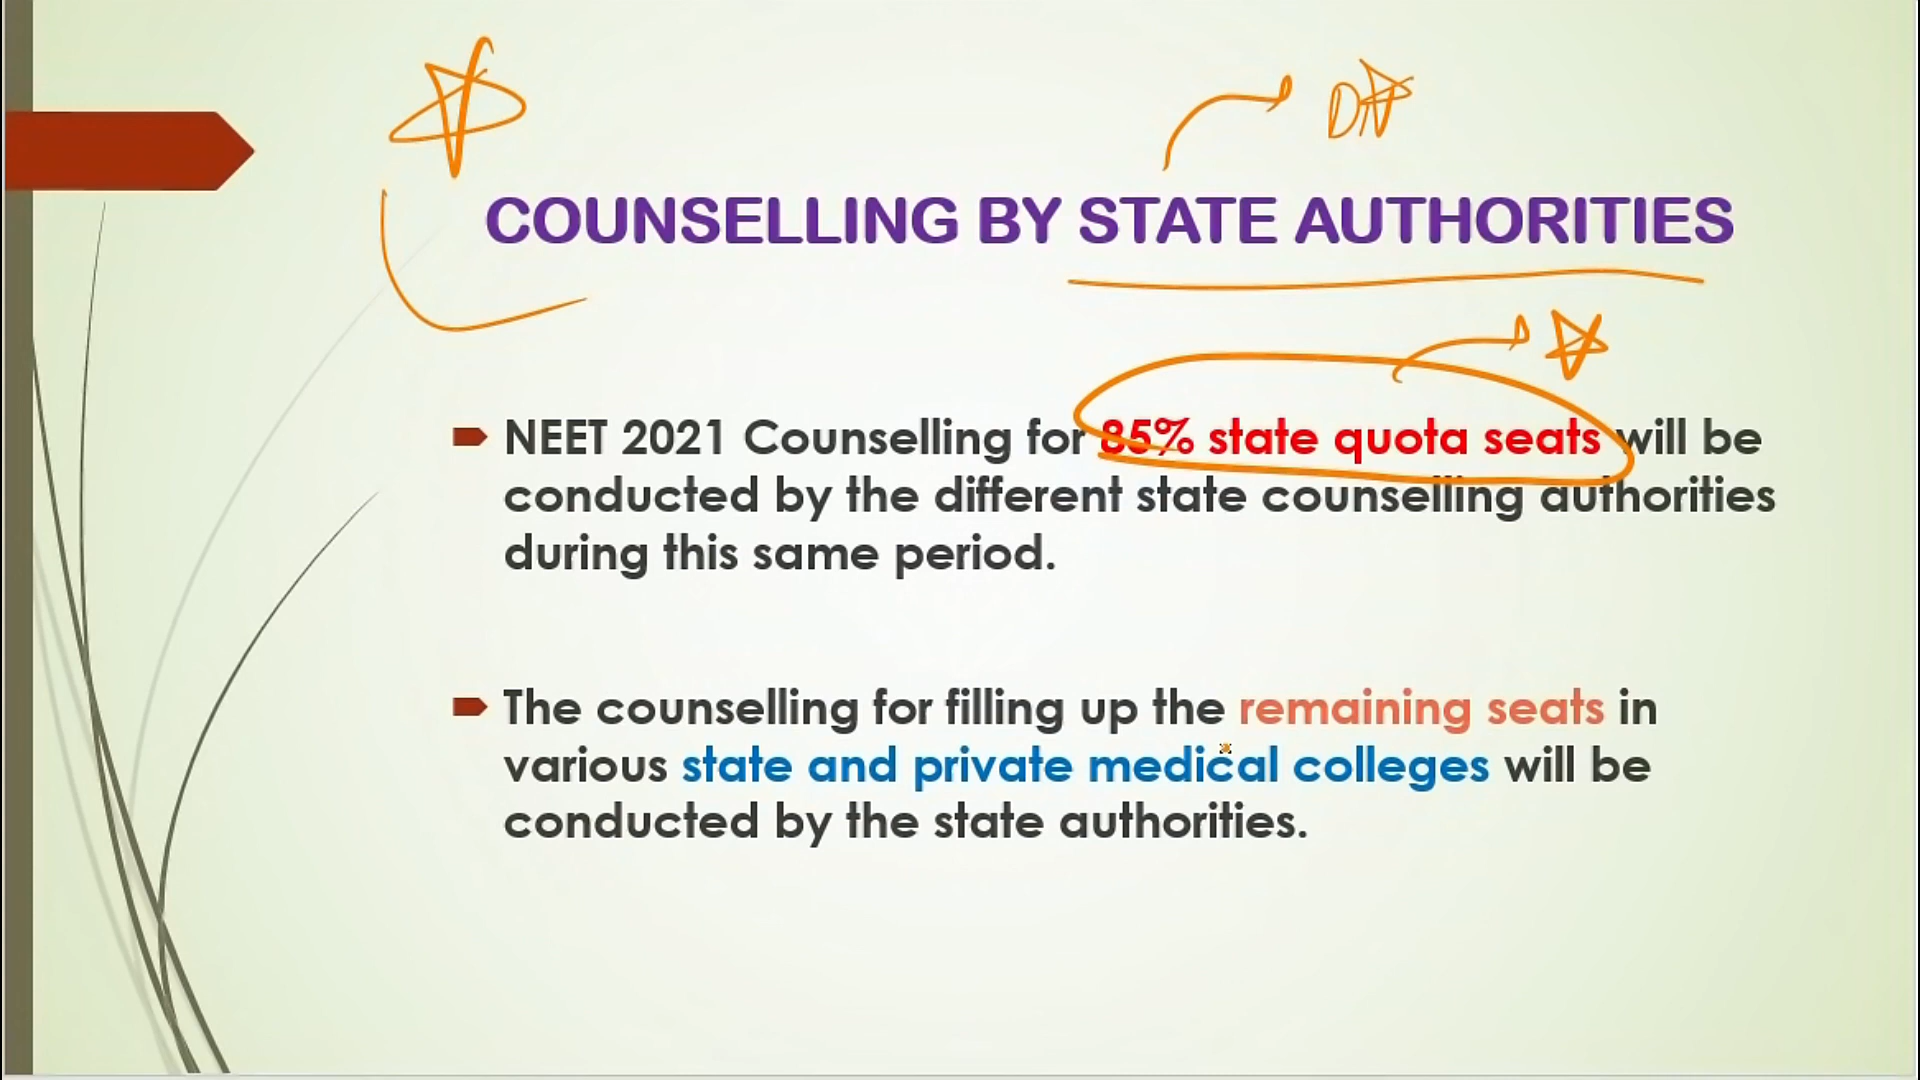 COUNSELLING BY STATE AUTHORITIES
NEET 2021 Counselling for 85% state quota seats will be
conducted by the different state counselling authorities
during this same period.
The counselling for filling up the remaining seats in
various state and private medical colleges will be
conducted by the state authorities.